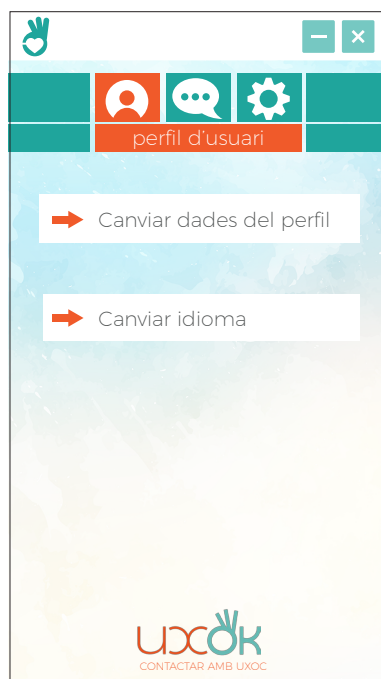 perfil d'usuari
Canviar dades del perfil
Canviar idioma
UXOK
CONTACTAR AMB UXOC